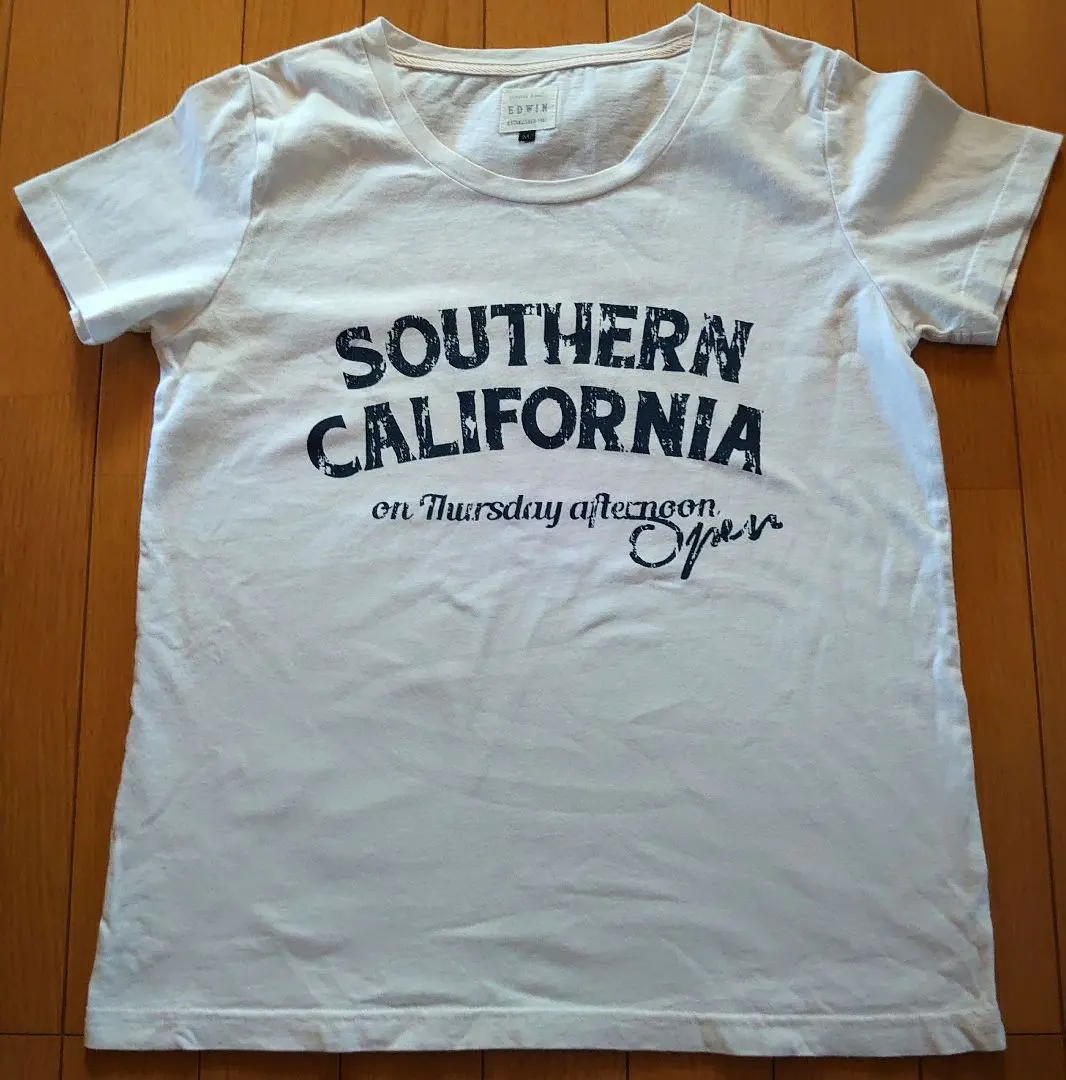 EDWIN
M
SOUTHERN
CALIFORNIA
on Thursday afternoon
Open